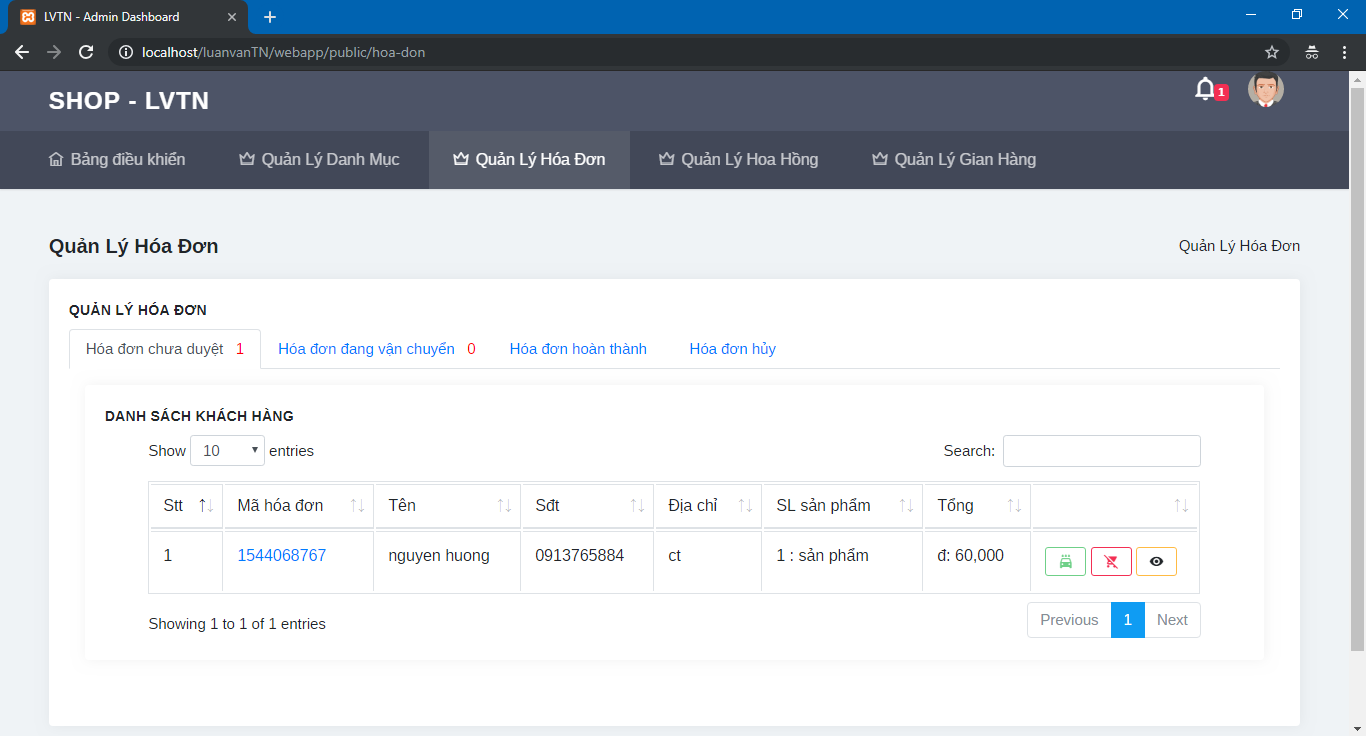 LVTN - Admin Dashboard
localhost/luanvanTN/webapp/public/hoa-don
SHOP - LVTN
1
Bảng điều khiển Quản Lý Danh Mục Quản Lý Hóa Đơn Quản Lý Hoa Hồng Quản Lý Gian Hàng
Quản Lý Hóa Đơn Quản Lý Hóa Đơn
QUẢN LÝ HÓA ĐƠN
Hóa đơn chưa duyệt 1 Hóa đơn đang vận chuyển 0 Hóa đơn hoàn thành Hóa đơn hủy
DANH SÁCH KHÁCH HÀNG
Show 10 entries Search:
Stt Mã hóa đơn Tên Sđt Địa chỉ SL sản phẩm Tổng
1 1544068767 nguyen huong 0913765884 ct 1 : sản phẩm đ: 60,000
Showing 1 to 1 of 1 entries Previous 1 Next